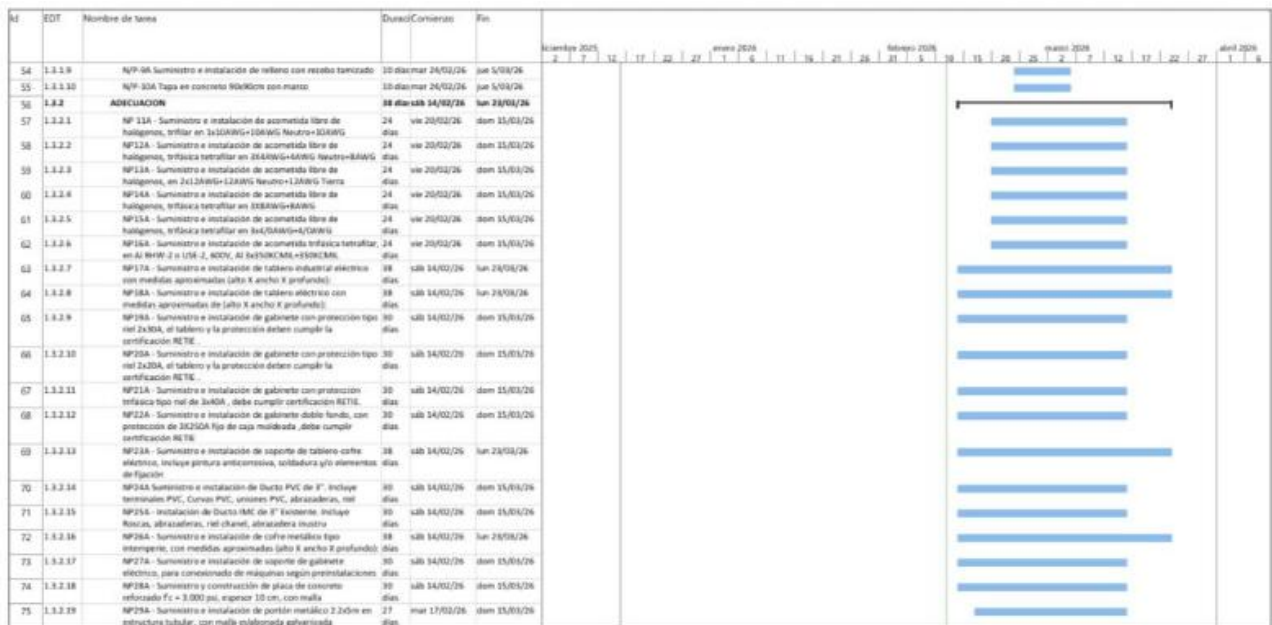 Id EDT Nombre de tarea Duraci Comienzo Fin
diciembre 2025 enero 2026 febrero 2026 marzo 2026 abril 2026
2 7 12 17 22 27 1 6 11 16 21 26 31 5 10 15 20 25 2 7 12 17 22 27 1 6
54 1.3.1.9 N/P-9A Suministro e instalación de relleno con recebo tamizado 10 días mar 24/02/26 jue 5/03/26
55 1.3.1.10 N/P-10A Tapa en concreto 90x90cm con marco 10 días mar 24/02/26 jue 5/03/26
56 1.3.2 ADECUACION 38 días sáb 14/02/26 lun 23/03/26
57 1.3.2.1 NP 11A - Suministro e instalación de acometida libre de 24 vie 20/02/26 dom 15/03/26
halógenos, trifilar en 1x10AWG+10AWG Neutro+10AWG días
58 1.3.2.2 NP12A - Suministro e instalación de acometida libre de 24 vie 20/02/26 dom 15/03/26
halógenos, trifásica tetrafilar en 3X4AWG+4AWG Neutro+8AWG días
59 1.3.2.3 NP13A - Suministro e instalación de acometida libre de 24 vie 20/02/26 dom 15/03/26
halógenos, en 2x12AWG+12AWG Neutro+12AWG Tierra días
60 1.3.2.4 NP14A - Suministro e instalación de acometida libre de 24 vie 20/02/26 dom 15/03/26
halógenos, trifásica tetrafilar en 3X8AWG+8AWG días
61 1.3.2.5 NP15A - Suministro e instalación de acometida libre de 24 vie 20/02/26 dom 15/03/26
halógenos, trifásica tetrafilar en 3x4/0AWG+4/0AWG días
62 1.3.2.6 NP16A - Suministro e instalación de acometida trifásica tetrafilar, 24 vie 20/02/26 dom 15/03/26
en Al RHW-2 o USE-2, 600V, Al 3x350KCMIL+350KCMIL días
63 1.3.2.7 NP17A - Suministro e instalación de tablero industrial eléctrico 38 sáb 14/02/26 lun 23/03/26
con medidas aproximadas (alto X ancho X profundo): días
64 1.3.2.8 NP18A - Suministro e instalación de tablero eléctrico con 38 sáb 14/02/26 lun 23/03/26
medidas aproximadas de (alto X ancho X profundo): días
65 1.3.2.9 NP19A - Suministro e instalación de gabinete con protección tipo 30 sáb 14/02/26 dom 15/03/26
riel 2x30A, el tablero y la protección deben cumplir la días
certificación RETIE .
66 1.3.2.10 NP20A - Suministro e instalación de gabinete con protección tipo 30 sáb 14/02/26 dom 15/03/26
riel 2x20A, el tablero y la protección deben cumplir la días
certificación RETIE .
67 1.3.2.11 NP21A - Suministro e instalación de gabinete con protección 30 sáb 14/02/26 dom 15/03/26
trifásica tipo riel de 3x40A , debe cumplir certificación RETIE. días
68 1.3.2.12 NP22A - Suministro e instalación de gabinete doble fondo, con 30 sáb 14/02/26 dom 15/03/26
protección de 3X250A fijo de caja moldeada ,debe cumplir días
certificación RETIE
69 1.3.2.13 NP23A - Suministro e instalación de soporte de tablero cofre 38 sáb 14/02/26 lun 23/03/26
eléctrico, incluye pintura anticorrosiva, soldadura y/o elementos días
de fijación
70 1.3.2.14 NP24A Suministro e instalación de Ducto PVC de 3". Incluye 30 sáb 14/02/26 dom 15/03/26
terminales PVC, Curvas PVC, uniones PVC, abrazaderas, riel días
71 1.3.2.15 NP25A - Instalación de Ducto IMC de 3" Existente. Incluye 30 sáb 14/02/26 dom 15/03/26
Roscas, abrazaderas, riel chanel, abrazadera inustru días
72 1.3.2.16 NP26A - Suministro e instalación de cofre metálico tipo 38 sáb 14/02/26 lun 23/03/26
intemperie, con medidas aproximadas (alto X ancho X profundo): días
73 1.3.2.17 NP27A - Suministro e instalación de soporte de gabinete 30 sáb 14/02/26 dom 15/03/26
eléctrico, para conexionado de máquinas según preinstalaciones días
74 1.3.2.18 NP28A - Suministro y construcción de placa de concreto 30 sáb 14/02/26 dom 15/03/26
reforzado f'c = 3.000 psi, espesor 10 cm, con malla días
75 1.3.2.19 NP29A - Suministro e instalación de portón metálico 2.2x5m en 27 mar 17/02/26 dom 15/03/26
estructura tubular, con malla eslabonada galvanizada días